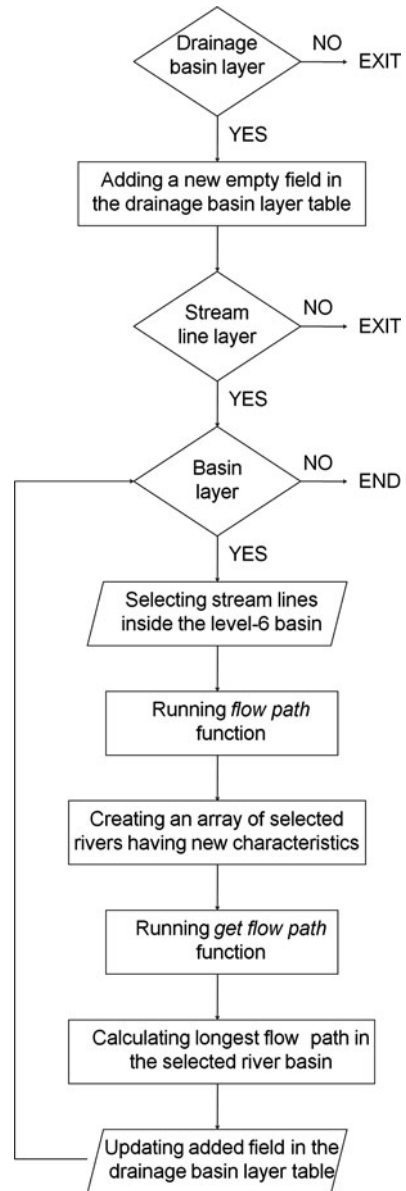 Drainage
basin layer
NO
EXIT
YES
Adding a new empty field in
the drainage basin layer table
Stream
line layer
NO
EXIT
YES
Basin
layer
NO
END
YES
Selecting stream lines
inside the level-6 basin
Running flow path
function
Creating an array of selected
rivers having new characteristics
Running get flow path
function
Calculating longest flow path in
the selected river basin
Updating added field in the
drainage basin layer table